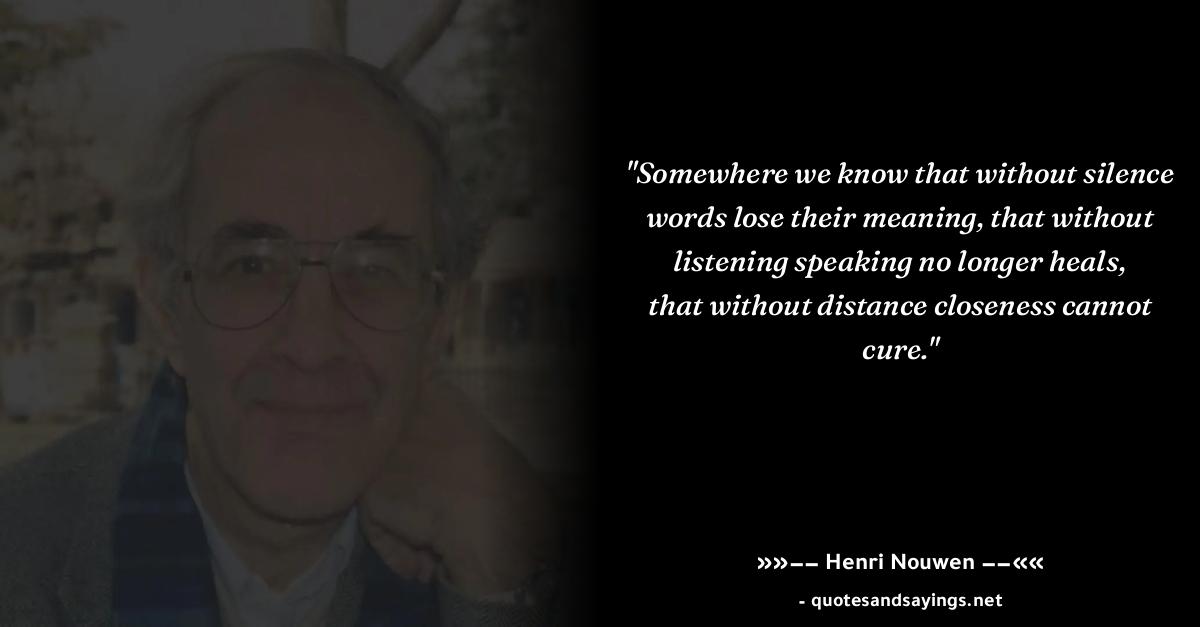 "Somewhere we know that without silence
words lose their meaning, that without
listening speaking no longer heals,
that without distance closeness cannot
cure."
»»−− Henri Nouwen −−««
- quotesandsayings.net